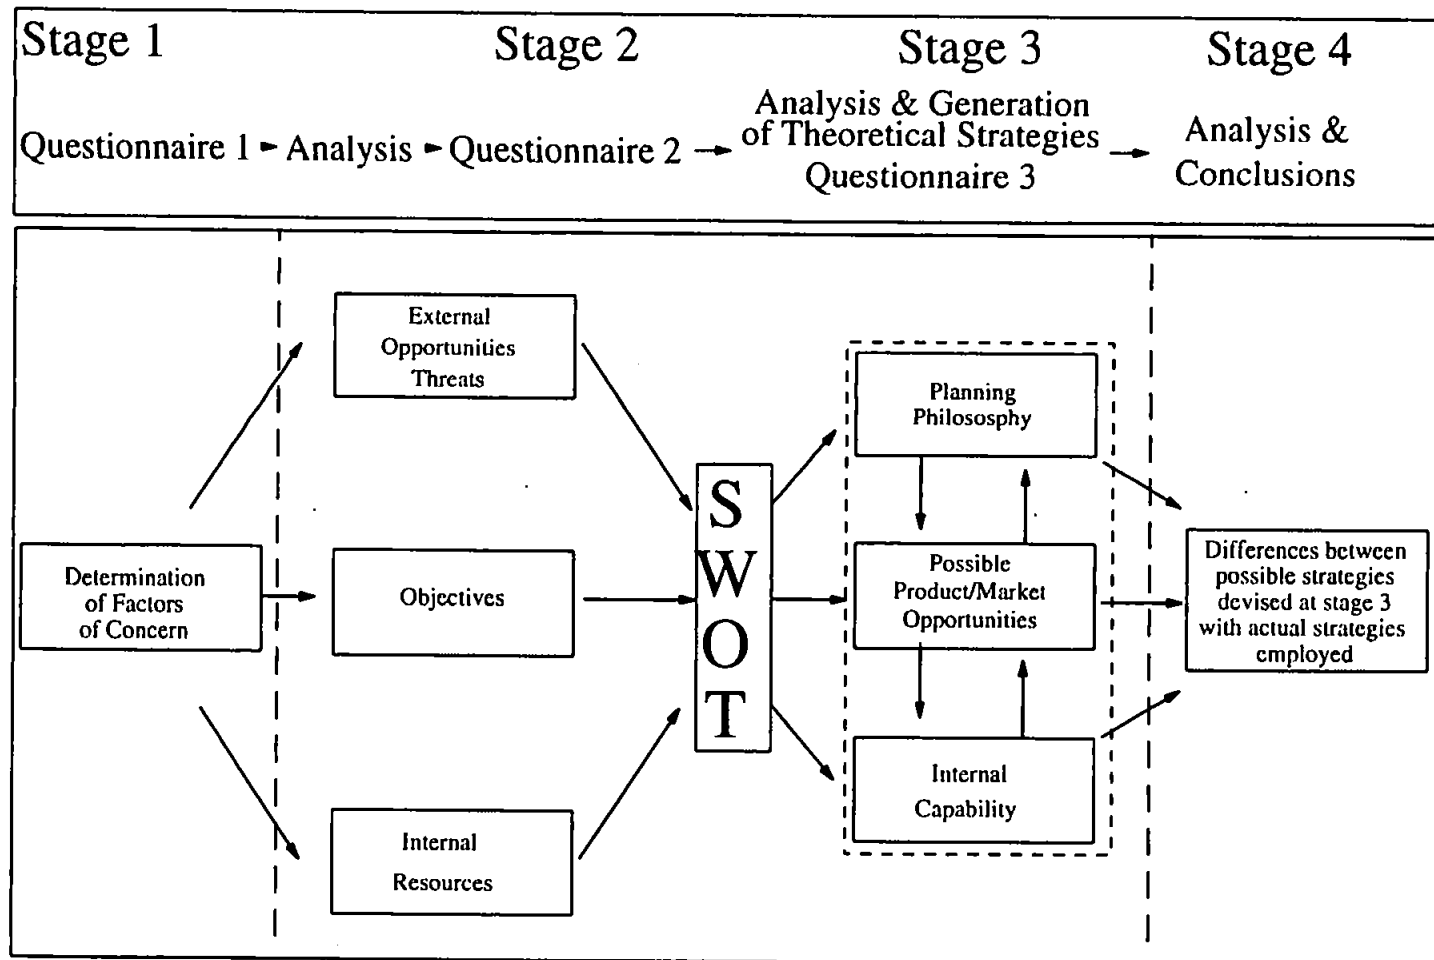 Stage 1
Stage 2
Stage 3
Stage 4
Questionnaire 1
Analysis
Questionnaire 2
Analysis & Generation
of Theoretical Strategies
Questionnaire 3
Analysis &
Conclusions
External
Opportunities
Threats
Planning
Philososphy
S
W
O
T
Determination
of Factors
of Concern
Objectives
Possible
Product/Market
Opportunities
Differences between
possible strategies
devised at stage 3
with actual strategies
employed
Internal
Resources
Internal
Capability